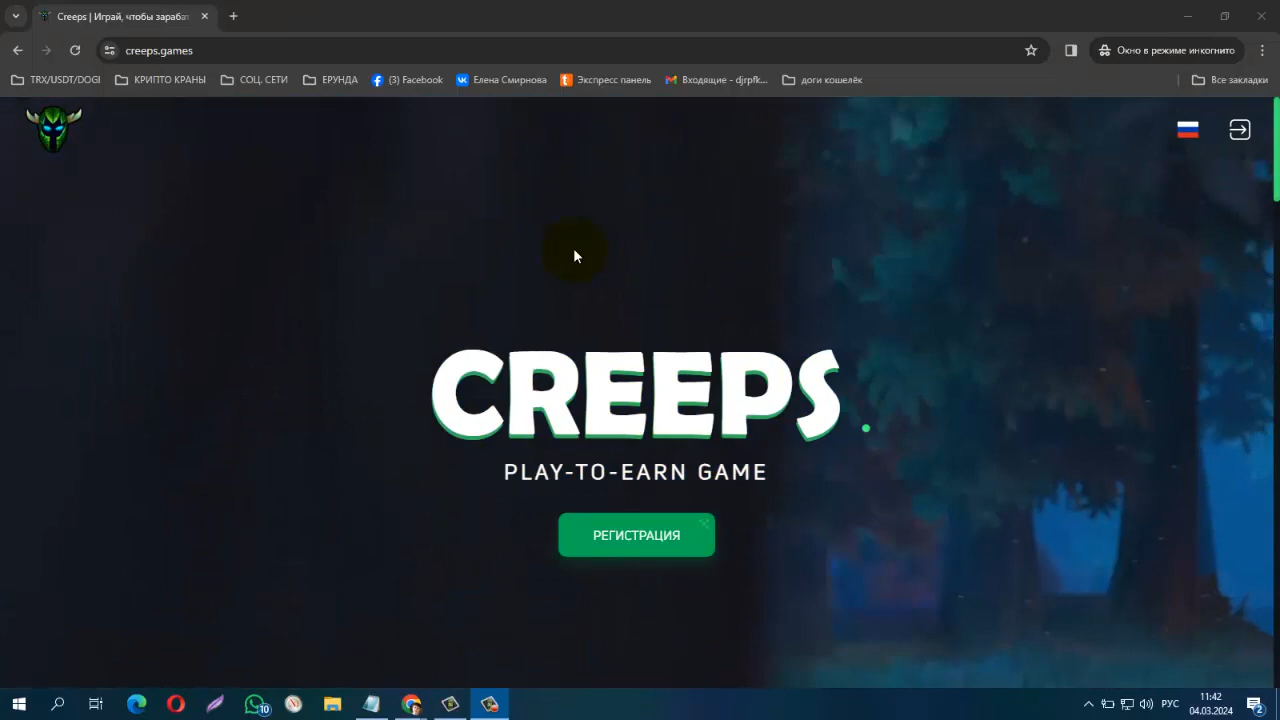 Creeps | Играй, чтобы зарабат
creeps.games
Окно в режиме инкогнито
TRX/USDT/DOGI
КРИПТО КРАНЫ
СОЦ. СЕТИ
ЕРУНДА
(3) Facebook
Елена Смирнова
Экспресс панель
Входящие - djrpfk...
доги кошелёк
Все закладки
CREEPS
PLAY-TO-EARN GAME
РЕГИСТРАЦИЯ
10
РУС
11:42
04.03.2024
2